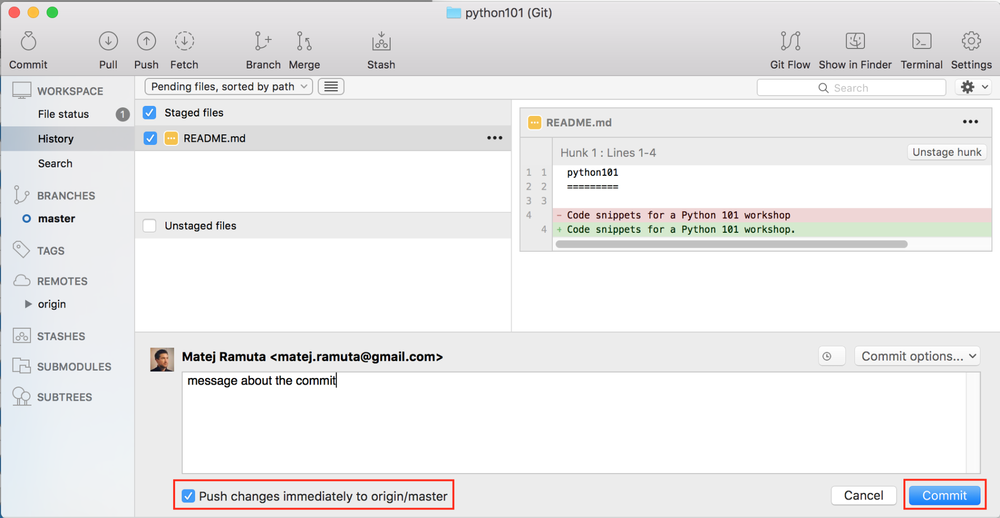 python101 (Git)
Commit Pull Push Fetch Branch Merge Stash Git Flow Show in Finder Terminal Settings
WORKSPACE
File status 1
History
Search
BRANCHES
master
TAGS
REMOTES
origin
STASHES
SUBMODULES
SUBTREES
Pending files, sorted by path
Search
Staged files
README.md
Unstaged files
README.md
Hunk 1 : Lines 1-4 Unstage hunk
1 1 python101
2 2 =========
3 3
4 - Code snippets for a Python 101 workshop
4 + Code snippets for a Python 101 workshop.
Matej Ramuta <matej.ramuta@gmail.com>
Commit options...
message about the commit
Push changes immediately to origin/master
Cancel Commit